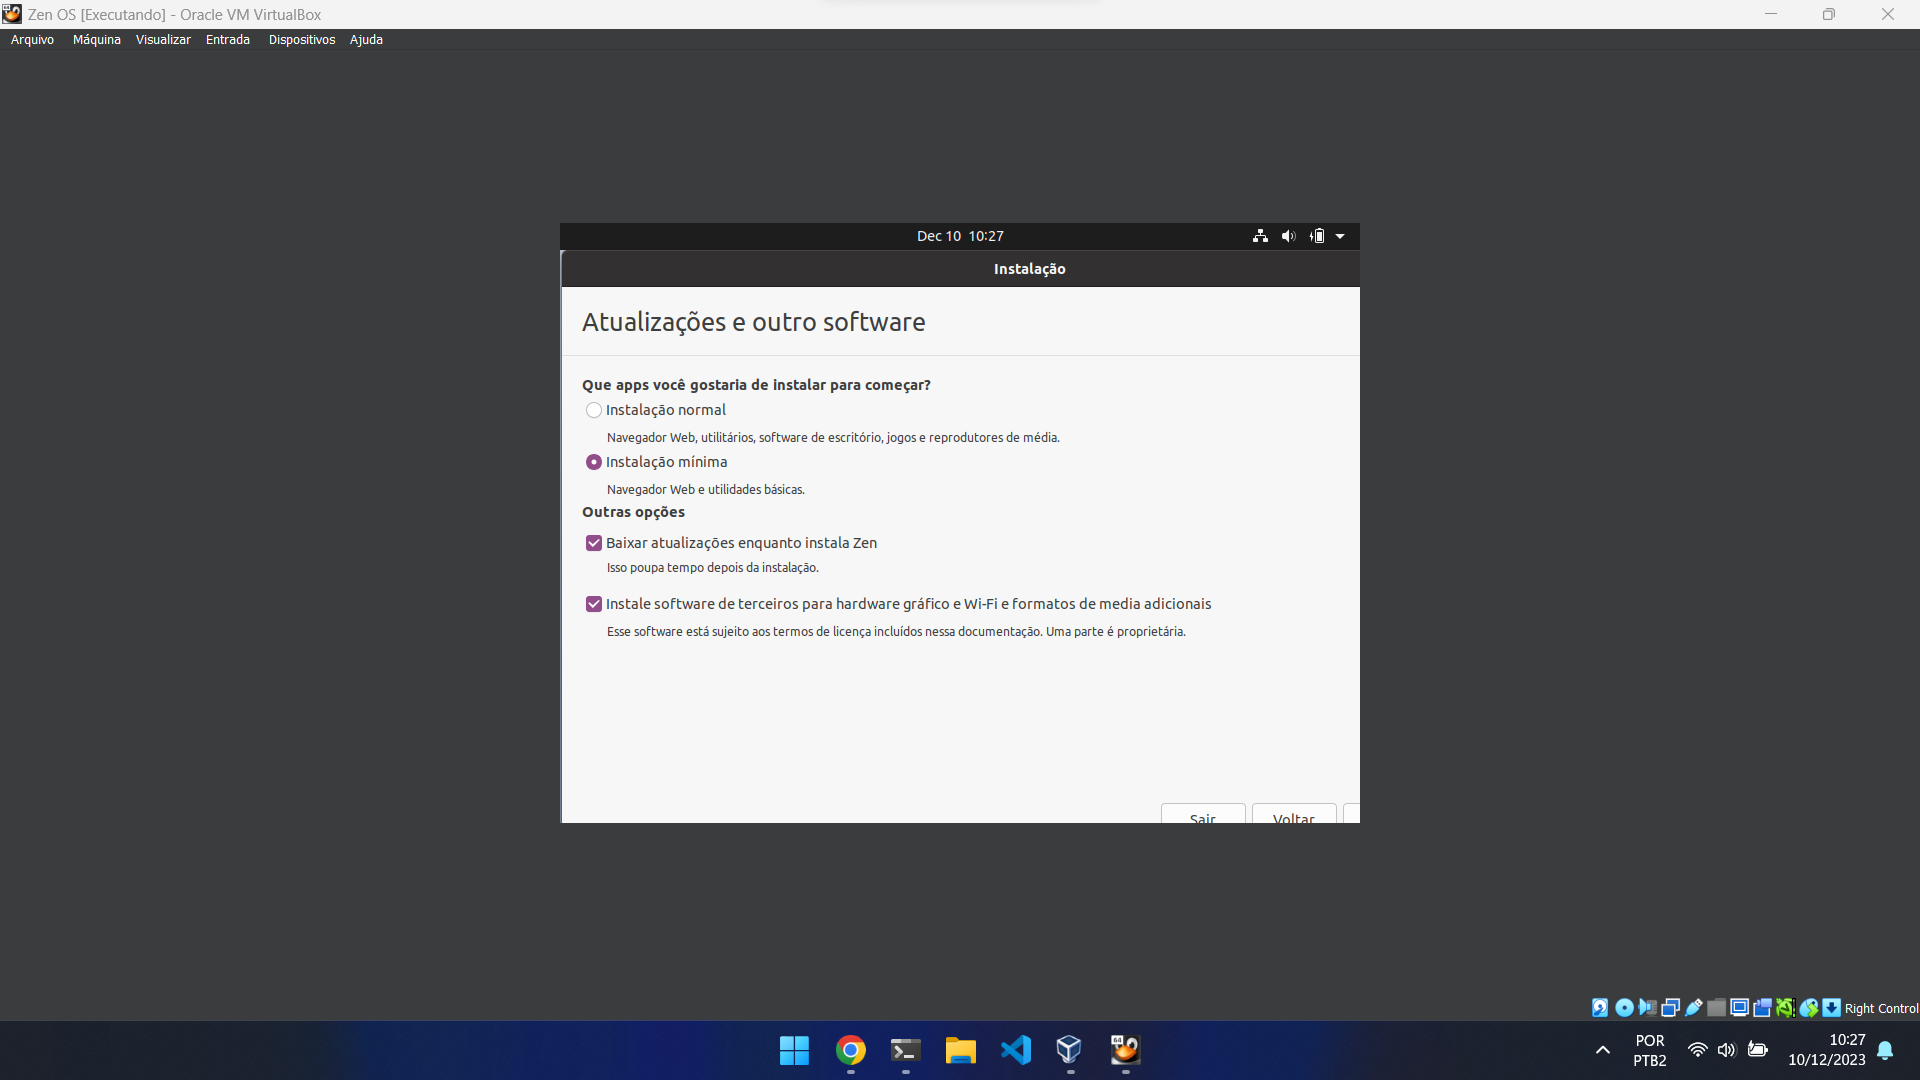 Zen OS [Executando] - Oracle VM VirtualBox
Arquivo Máquina Visualizar Entrada Dispositivos Ajuda
Dec 10 10:27
Instalação
Atualizações e outro software
Que apps você gostaria de instalar para começar?
Instalação normal
Navegador Web, utilitários, software de escritório, jogos e reprodutores de média.
Instalação mínima
Navegador Web e utilidades básicas.
Outras opções
Baixar atualizações enquanto instala Zen
Isso poupa tempo depois da instalação.
Instale software de terceiros para hardware gráfico e Wi-Fi e formatos de media adicionais
Esse software está sujeito aos termos de licença incluídos nessa documentação. Uma parte é proprietária.
Sair Voltar
Right Control
64
POR
PTB2
10:27
10/12/2023